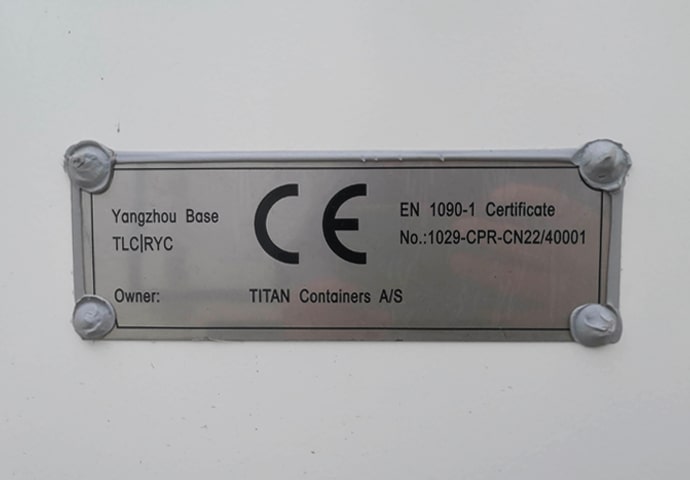 Yangzhou Base
TLC|RYC
CE
EN 1090-1 Certificate
No.:1029-CPR-CN22/40001
Owner: TITAN Containers A/S